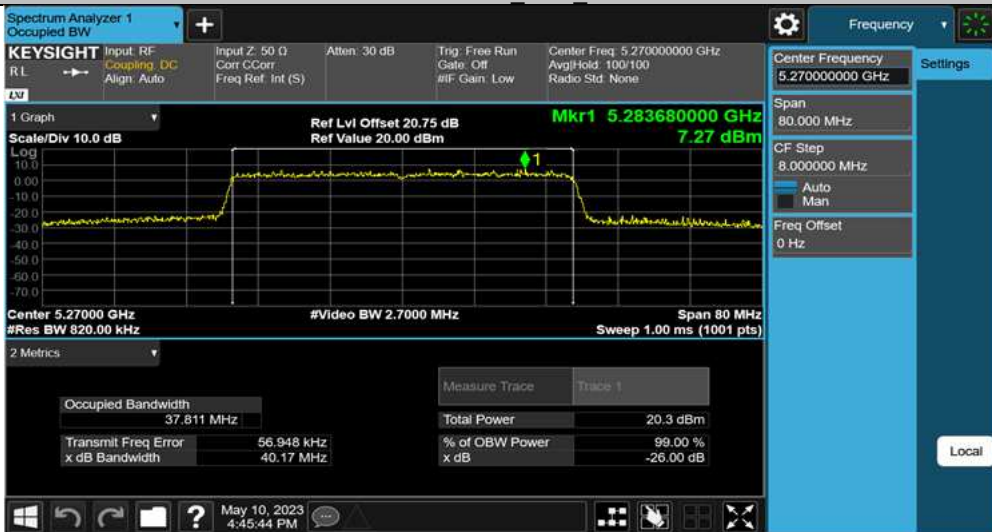 Spectrum Analyzer 1
Occupied BW
+
Frequency
KEYSIGHT
RL
LXI
Input: RF
Coupling: DC
Align: Auto
Input Z: 50 Ω
Corr CCorr
Freq Ref: Int (S)
Atten: 30 dB
Trig: Free Run
Gate: Off
#IF Gain: Low
Center Freq: 5.270000000 GHz
Avg|Hold: 100/100
Radio Std: None
Center Frequency
5.270000000 GHz
Settings
Span
80.000 MHz
CF Step
8.000000 MHz
Auto
Man
Freq Offset
0 Hz
Local
1 Graph
Scale/Div 10.0 dB
Ref Lvl Offset 20.75 dB
Ref Value 20.00 dBm
Mkr1 5.283680000 GHz
7.27 dBm
Log
10.0
0.00
-10.0
-20.0
-30.0
-40.0
-50.0
-60.0
-70.0
1
Center 5.27000 GHz
#Res BW 820.00 kHz
#Video BW 2.7000 MHz
Span 80 MHz
Sweep 1.00 ms (1001 pts)
2 Metrics
Measure Trace Trace 1
Occupied Bandwidth
37.811 MHz
Total Power 20.3 dBm
Transmit Freq Error 56.948 kHz
% of OBW Power 99.00 %
x dB Bandwidth 40.17 MHz
x dB -26.00 dB
?
May 10, 2023
4:45:44 PM